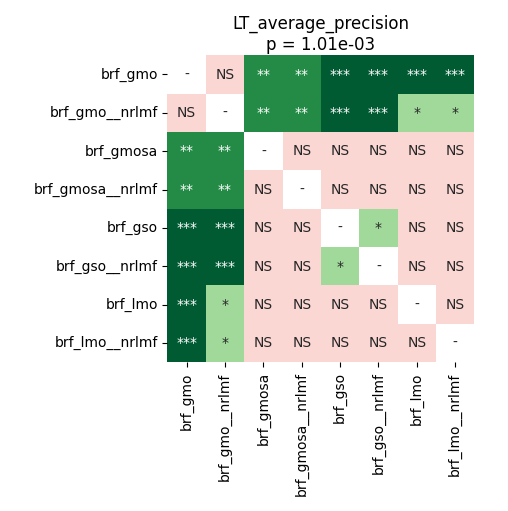 LT_average_precision
p = 1.01e-03
brf_gmo - NS ** ** *** *** *** ***
brf_gmo__nrlmf NS - ** ** *** *** * *
brf_gmosa ** ** - NS NS NS NS NS
brf_gmosa__nrlmf ** ** NS - NS NS NS NS
brf_gso *** *** NS NS - * NS NS
brf_gso__nrlmf *** *** NS NS * - NS NS
brf_lmo *** * NS NS NS NS - NS
brf_lmo__nrlmf *** * NS NS NS NS NS -
brf_gmo
brf_gmo__nrlmf
brf_gmosa
brf_gmosa__nrlmf
brf_gso
brf_gso__nrlmf
brf_lmo
brf_lmo__nrlmf